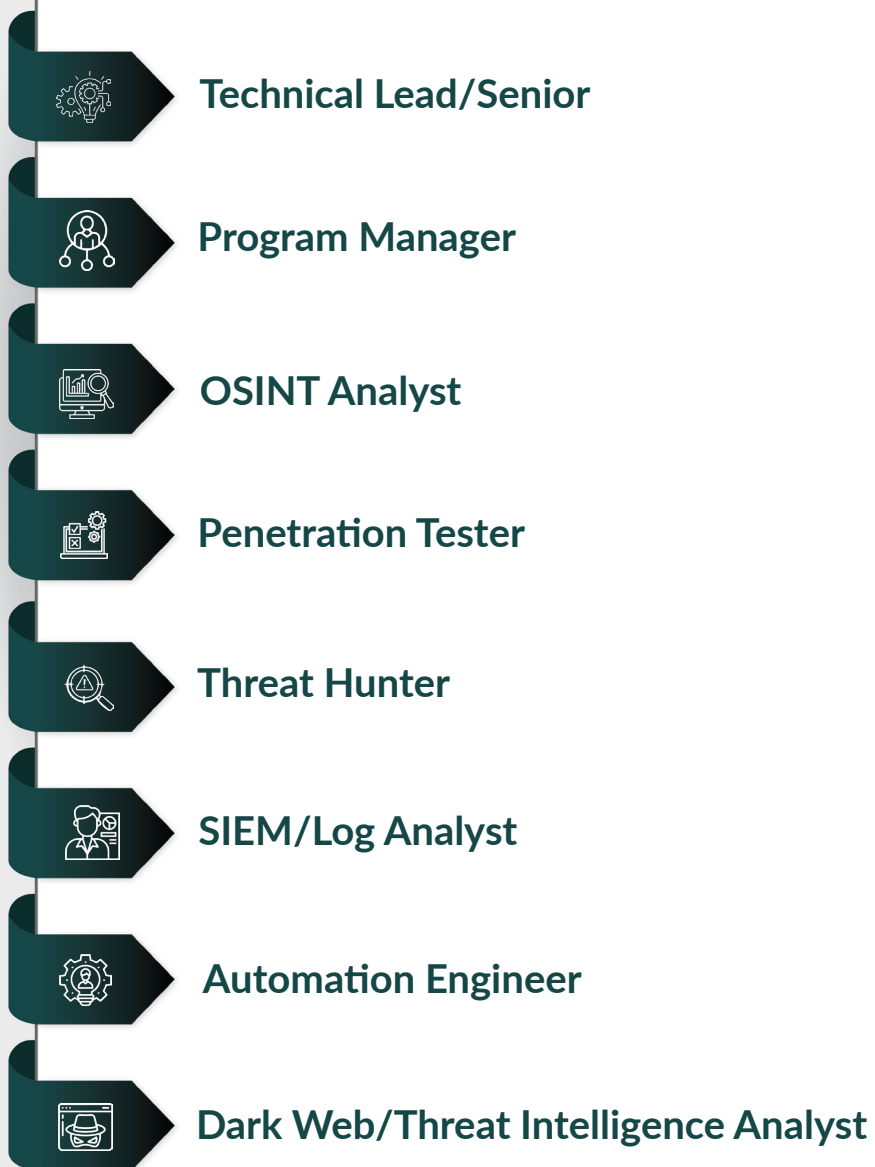 Technical Lead/Senior
Program Manager
OSINT Analyst
Penetration Tester
Threat Hunter
SIEM/Log Analyst
Automation Engineer
Dark Web/Threat Intelligence Analyst